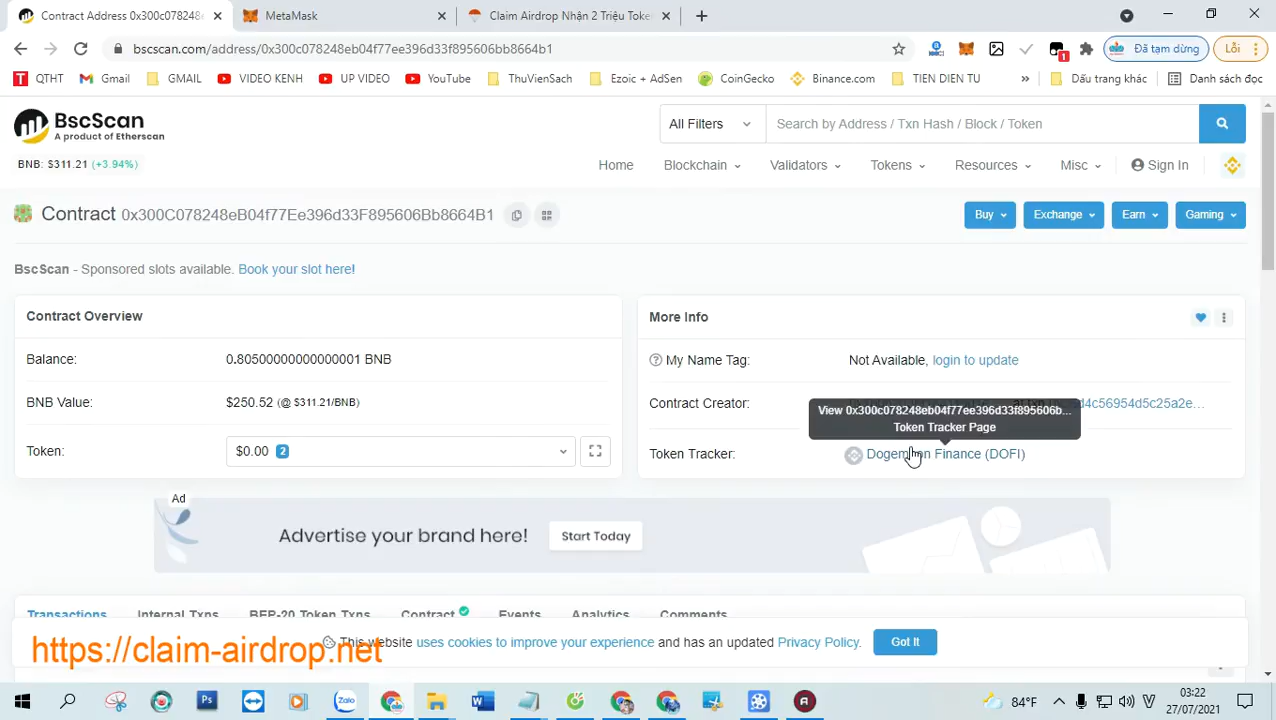 Contract Address 0x300c078248
MetaMask
Claim Airdrop Nhận 2 Triệu Toke
bscscan.com/address/0x300c078248eb04f77ee396d33f895606bb8664b1
1
Đã tạm dừng
Lỗi
QTHT
Gmail
GMAIL
VIDEO KENH
UP VIDEO
YouTube
ThuVienSach
Ezoic + AdSen
CoinGecko
Binance.com
TIEN DIEN TU
»
Dấu trang khác
Danh sách đọc
BscScan
A product of Etherscan
All Filters
Search by Address / Txn Hash / Block / Token
BNB: $311.21 (+3.94%)
Home
Blockchain
Validators
Tokens
Resources
Misc
Sign In
Contract 0x300C078248eB04f77Ee396d33F895606Bb8664B1
Buy
Exchange
Earn
Gaming
BscScan - Sponsored slots available. Book your slot here!
Contract Overview
Balance: 0.80500000000000001 BNB
BNB Value: $250.52 (@ $311.21/BNB)
Token: $0.00 2
More Info
My Name Tag: Not Available, login to update
Contract Creator: at txn
View 0x300c078248eb04f77ee396d33f895606b...
Token Tracker Page
Token Tracker: Finance (DOFI)
Ad
Advertise your brand here!
Start Today
Transactions
Internal Txns
BEP-20 Token Txns
Contract
Events
Analytics
Comments
This website uses cookies to improve your experience and has an updated Privacy Policy.
Got It
https://claim-airdrop.net
84°F
03:22
27/07/2021